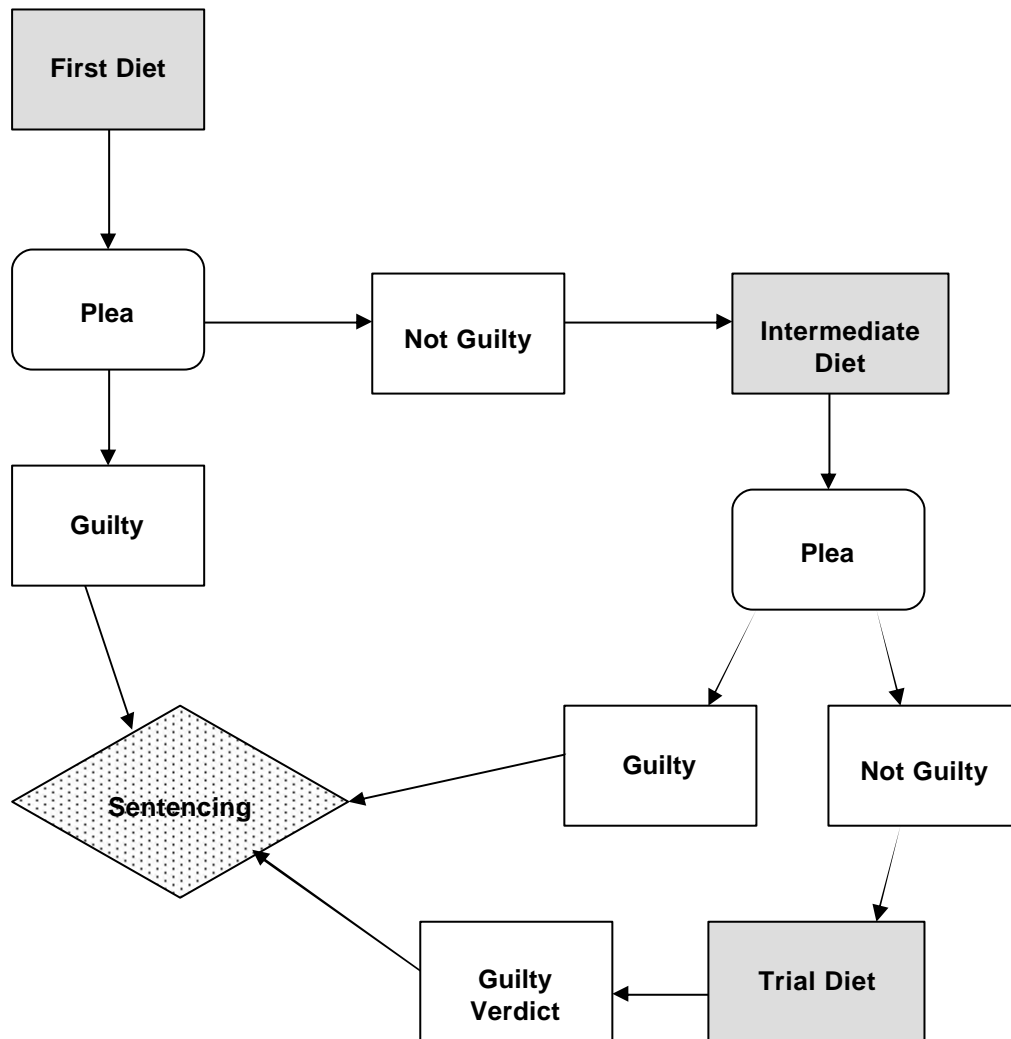 First Diet
Plea
Not Guilty
Intermediate
Diet
Guilty
Plea
Guilty
Not Guilty
Sentencing
Guilty
Verdict
Trial Diet